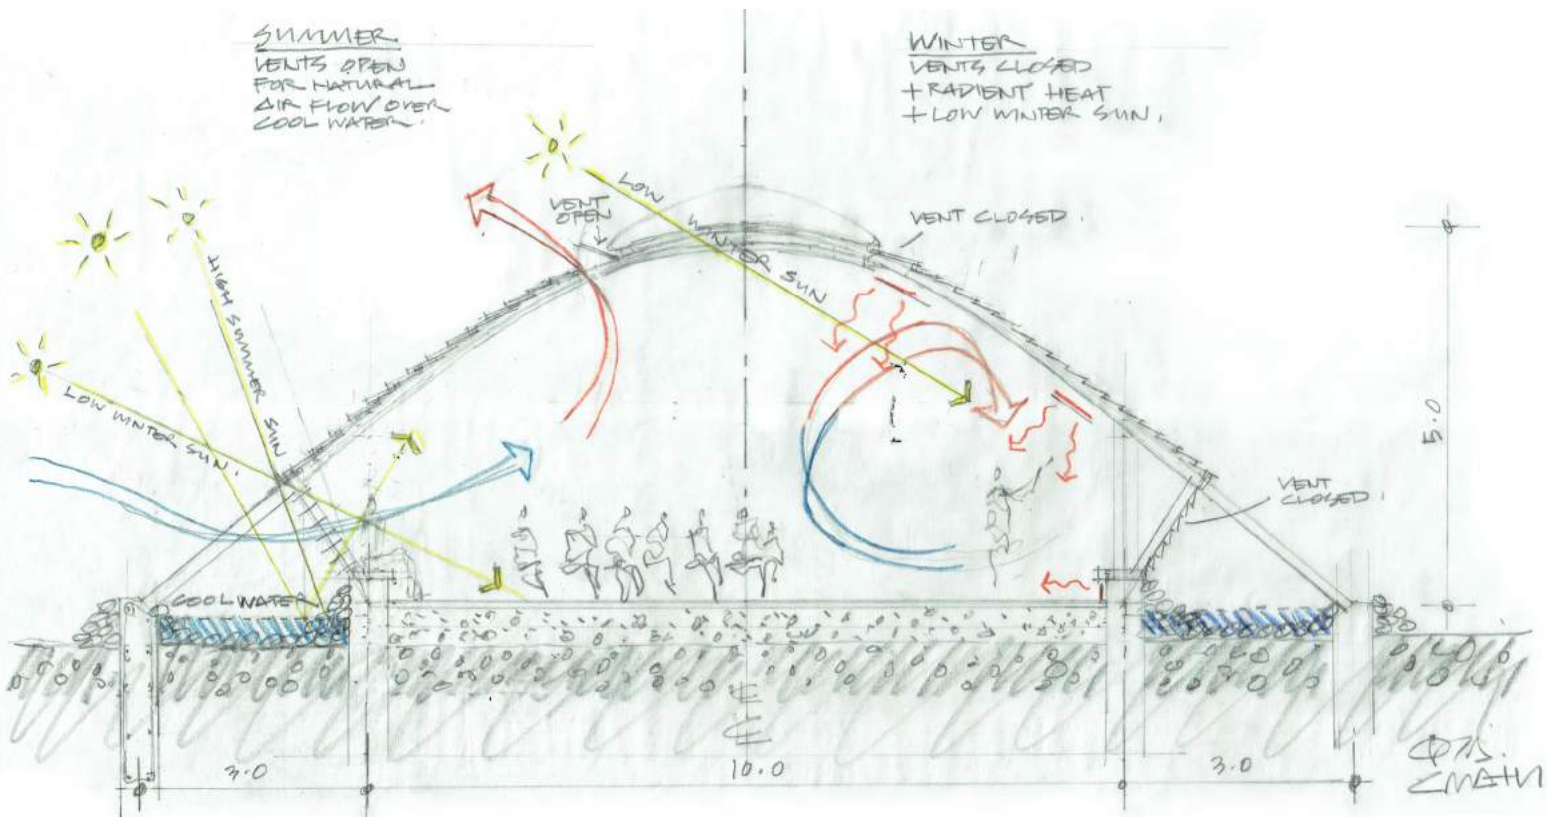 SUMMER
VENTS OPEN
FOR NATURAL
AIR FLOW OVER
COOL WATER.
WINTER
VENTS CLOSED
+ RADIENT HEAT
+ LOW WINTER SUN.
VENT
OPEN
LOW WINTER SUN
VENT CLOSED.
HIGH SUMMER SUN
LOW WINTER SUN.
5.0
VENT
CLOSED.
COOL WATER
3.0
10.0
3.0